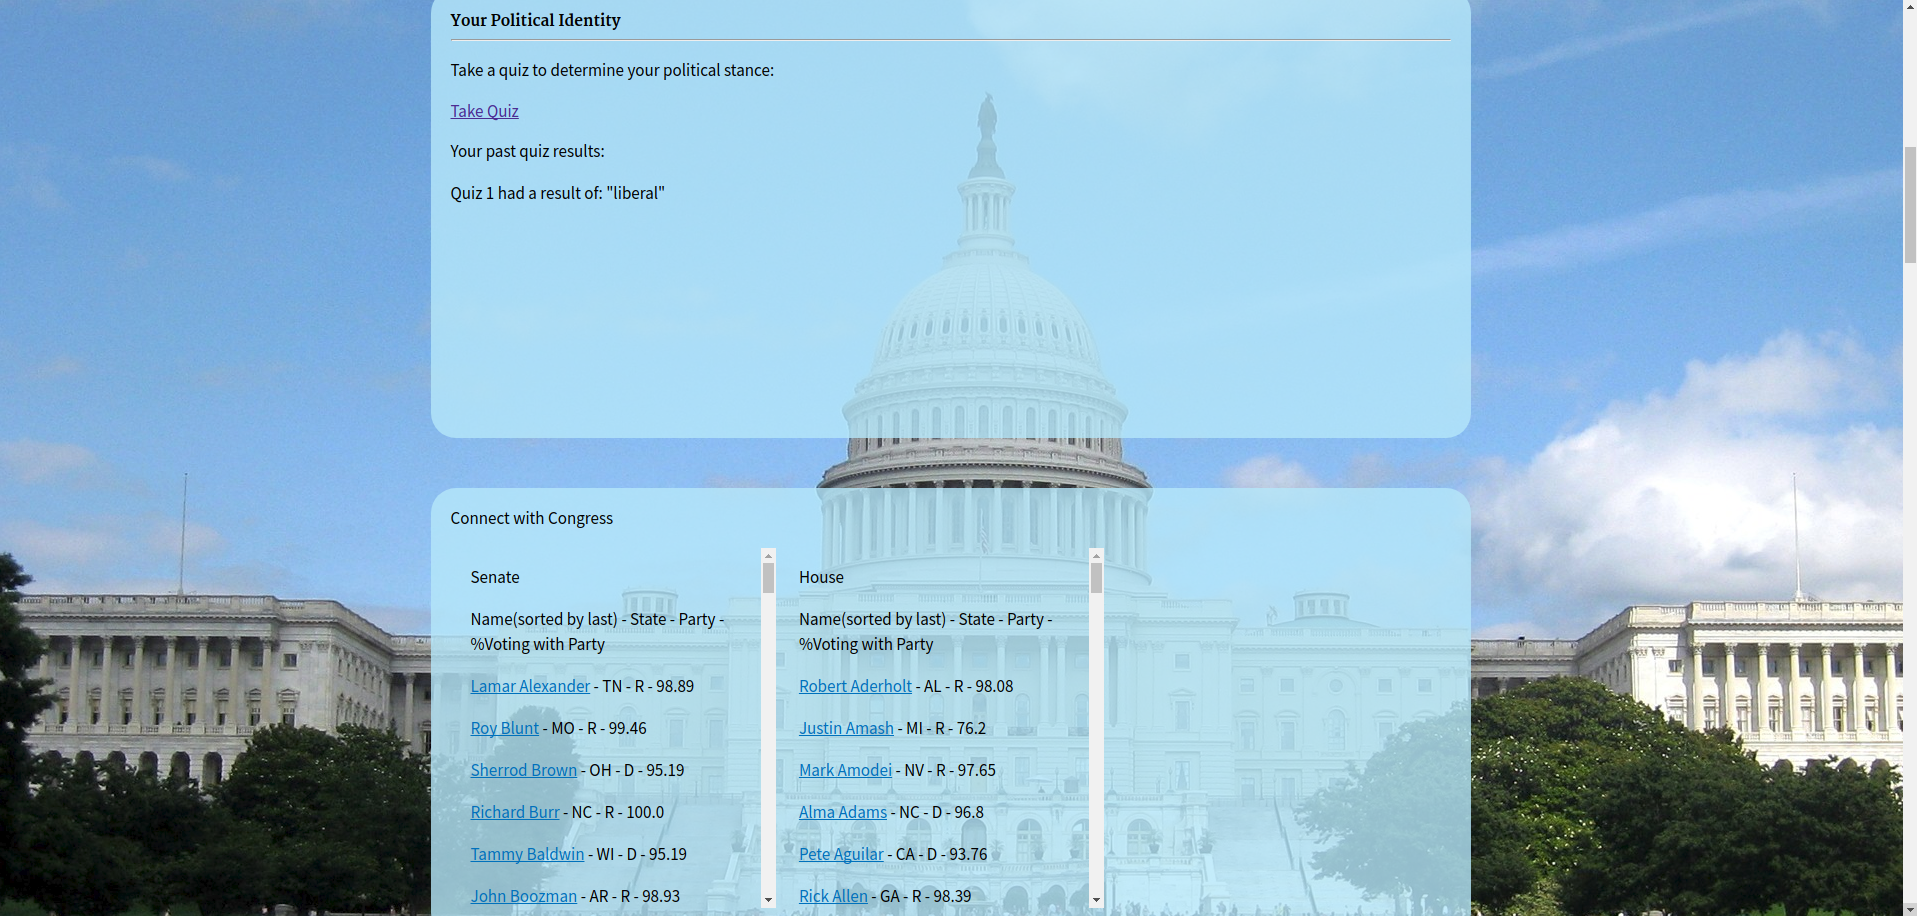 Your Political Identity
Take a quiz to determine your political stance:
Take Quiz
Your past quiz results:
Quiz 1 had a result of: "liberal"
Connect with Congress
Senate
Name(sorted by last) - State - Party -
%Voting with Party
Lamar Alexander - TN - R - 98.89
Roy Blunt - MO - R - 99.46
Sherrod Brown - OH - D - 95.19
Richard Burr - NC - R - 100.0
Tammy Baldwin - WI - D - 95.19
John Boozman - AR - R - 98.93
House
Name(sorted by last) - State - Party -
%Voting with Party
Robert Aderholt - AL - R - 98.08
Justin Amash - MI - R - 76.2
Mark Amodei - NV - R - 97.65
Alma Adams - NC - D - 96.8
Pete Aguilar - CA - D - 93.76
Rick Allen - GA - R - 98.39